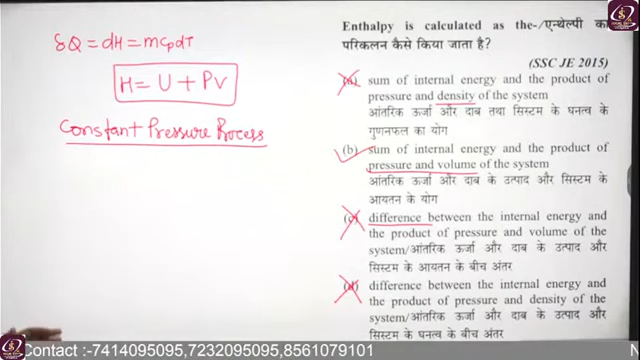 δQ = dH = mCpdT
H = U + PV
Constant Pressure Process
Enthalpy is calculated as the-/एन्थेल्पी का
परिकलन कैसे किया जाता है?
(SSC JE 2015)
(a) sum of internal energy and the product of
pressure and density of the system
आंतरिक ऊर्जा और दाब तथा सिस्टम के घनत्व के
गुणनफल का योग
(b) sum of internal energy and the product of
pressure and volume of the system
आंतरिक ऊर्जा और दाब के उत्पाद और सिस्टम के
आयतन के योग
(c) difference between the internal energy and
the product of pressure and volume of the
system/आंतरिक ऊर्जा और दाब के उत्पाद और
सिस्टम के आयतन के बीच अंतर
(d) difference between the internal energy and
the product of pressure and density of the
system/आंतरिक ऊर्जा और दाब के उत्पाद और
सिस्टम के घनत्व के बीच अंतर
Contact :-7414095095,7232095095,8561079101
N